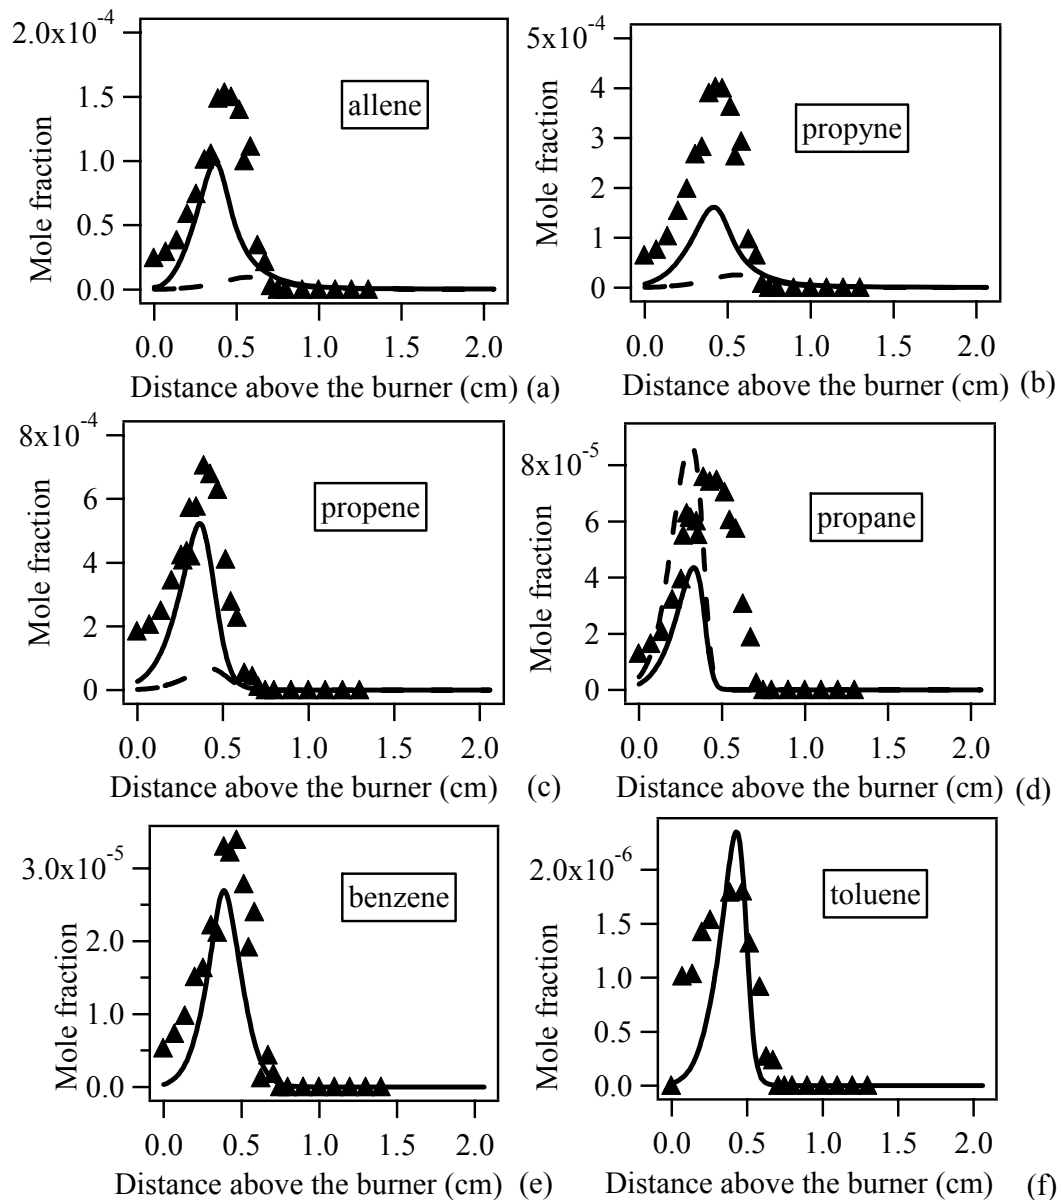 2.0x10-4
1.5
1.0
0.5
0.0
Mole fraction
allene
0.0 0.5 1.0 1.5 2.0
Distance above the burner (cm) (a)
5x10-4
4
3
2
1
0
Mole fraction
propyne
0.0 0.5 1.0 1.5 2.0
Distance above the burner (cm) (b)
8x10-4
6
4
2
0
Mole fraction
propene
0.0 0.5 1.0 1.5 2.0
Distance above the burner (cm) (c)
8x10-5
6
4
2
0
Mole fraction
propane
0.0 0.5 1.0 1.5 2.0
Distance above the burner (cm) (d)
3.0x10-5
2.0
1.0
0.0
Mole fraction
benzene
0.0 0.5 1.0 1.5 2.0
Distance above the burner (cm) (e)
2.0x10-6
1.5
1.0
0.5
0.0
Mole fraction
toluene
0.0 0.5 1.0 1.5 2.0
Distance above the burner (cm) (f)